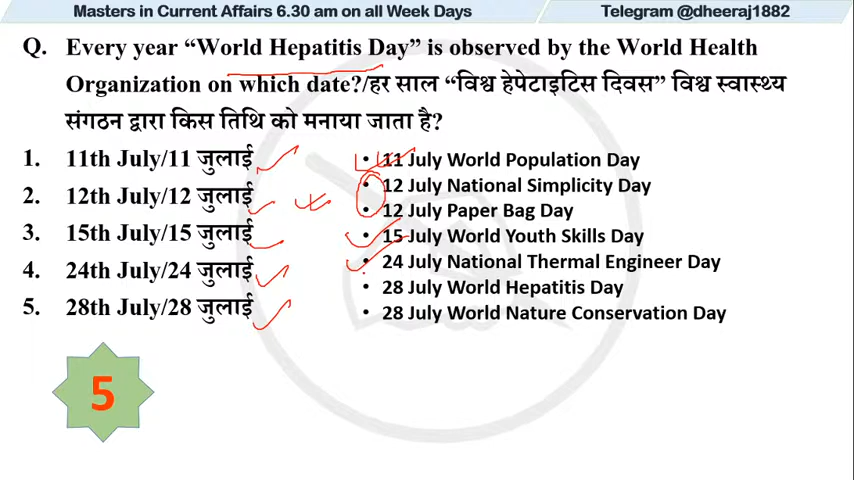 Masters in Current Affairs 6.30 am on all Week Days
Telegram @dheeraj1882
Q. Every year “World Hepatitis Day” is observed by the World Health
Organization on which date?/हर साल “विश्व हेपेटाइटिस दिवस” विश्व स्वास्थ्य
संगठन द्वारा किस तिथि को मनाया जाता है?
1. 11th July/11 जुलाई
2. 12th July/12 जुलाई
3. 15th July/15 जुलाई
4. 24th July/24 जुलाई
5. 28th July/28 जुलाई
• 11 July World Population Day
• 12 July National Simplicity Day
• 12 July Paper Bag Day
• 15 July World Youth Skills Day
• 24 July National Thermal Engineer Day
• 28 July World Hepatitis Day
• 28 July World Nature Conservation Day
5